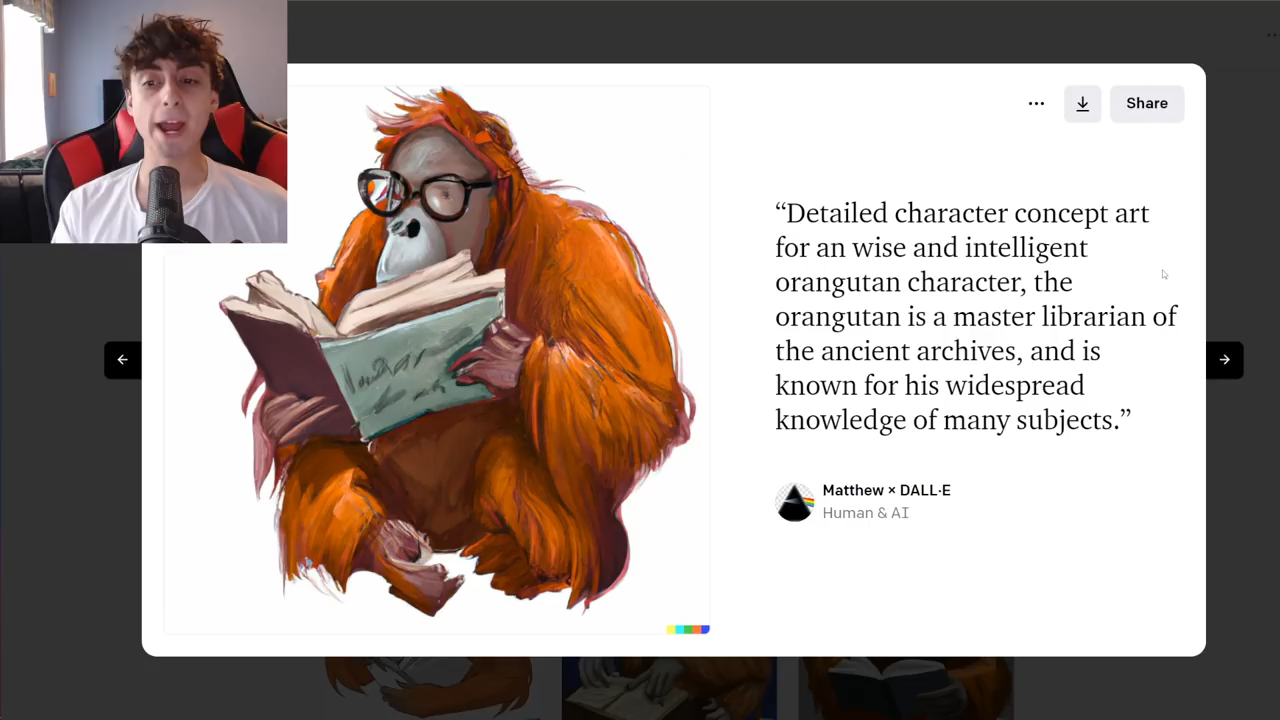 Share
“Detailed character concept art
for an wise and intelligent
orangutan character, the
orangutan is a master librarian of
the ancient archives, and is
known for his widespread
knowledge of many subjects.”
Matthew × DALL·E
Human & AI